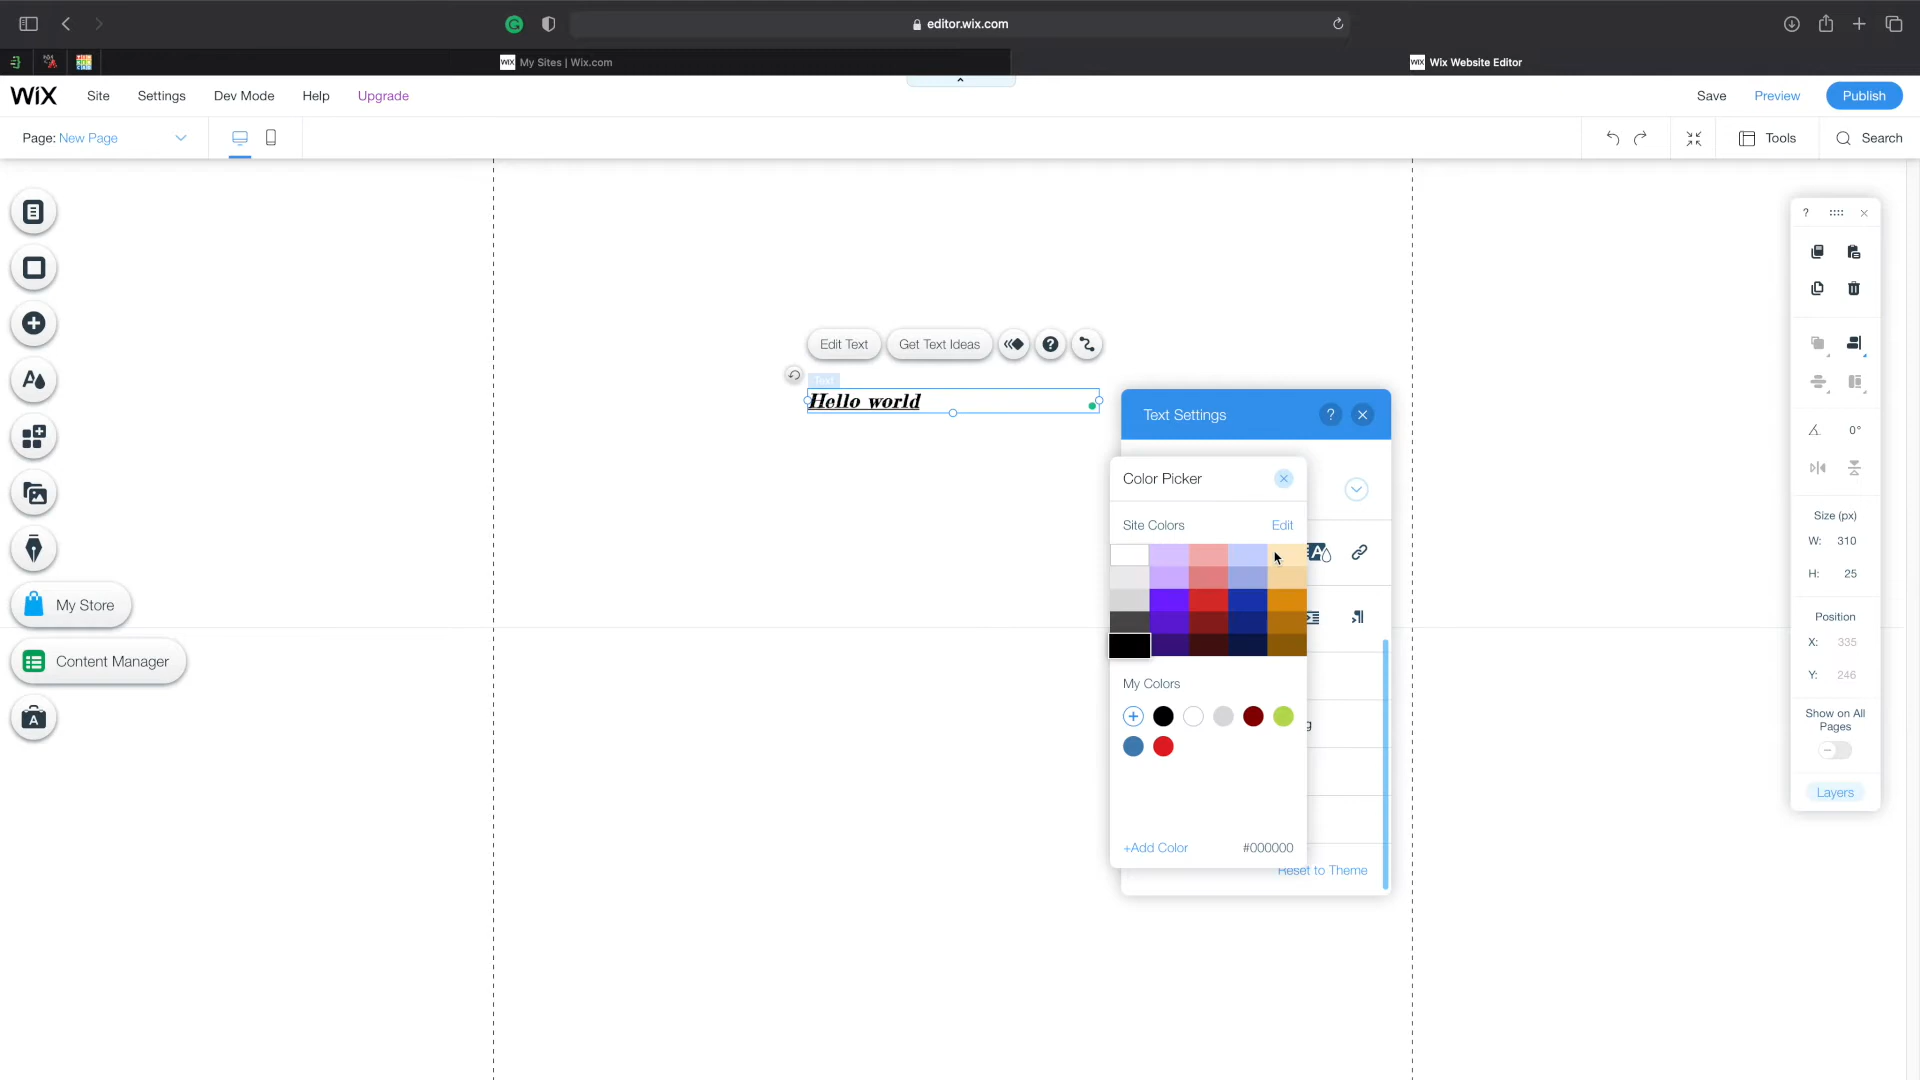 editor.wix.com
WIX My Sites | Wix.com
WIX Wix Website Editor
WiX Site Settings Dev Mode Help Upgrade Save Preview Publish
Page: New Page Tools Search
Edit Text Get Text Ideas ?
Text
Hello world
Text Settings ?
Color Picker
Site Colors Edit
My Colors
g
+Add Color #000000
Reset to Theme
My Store
Content Manager
A
?
0°
Size (px)
W: 310
H: 25
Position
X: 335
Y: 246
Show on All
Pages
Layers